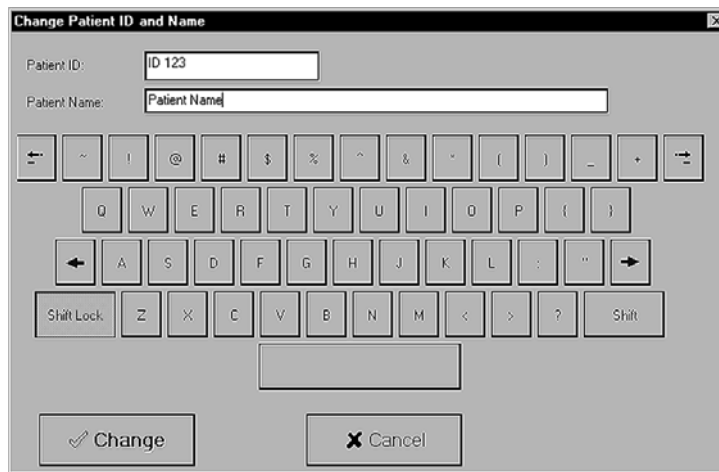 Change Patient ID and Name
Patient ID: ID 123
Patient Name: Patient Name
~ ! @ # $ % ^ & * ( ) _ +
Q W E R T Y U I O P { }
A S D F G H J K L : "
Shift Lock Z X C V B N M < > ? Shift
Change Cancel